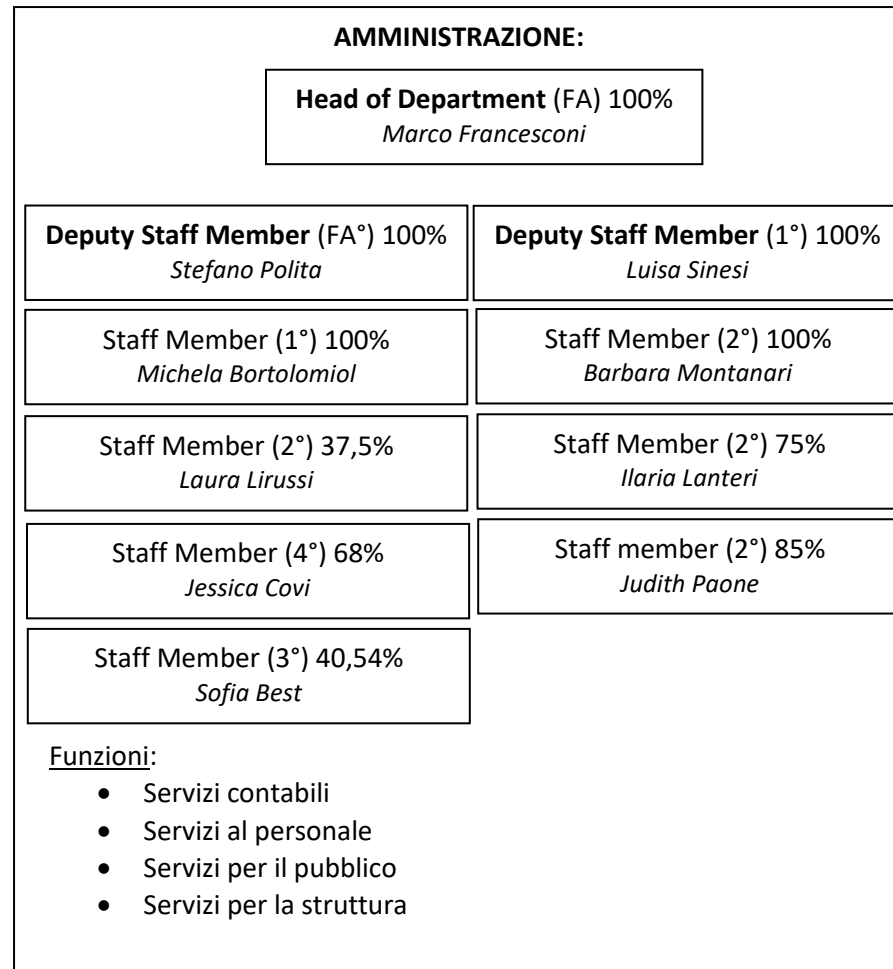 AMMINISTRAZIONE:
Head of Department (FA) 100%
Marco Francesconi
Deputy Staff Member (FA°) 100%
Stefano Polita
Deputy Staff Member (1°) 100%
Luisa Sinesi
Staff Member (1°) 100%
Michela Bortolomiol
Staff Member (2°) 100%
Barbara Montanari
Staff Member (2°) 37,5%
Laura Lirussi
Staff Member (2°) 75%
Ilaria Lanteri
Staff Member (4°) 68%
Jessica Covi
Staff member (2°) 85%
Judith Paone
Staff Member (3°) 40,54%
Sofia Best
Funzioni:
• Servizi contabili
• Servizi al personale
• Servizi per il pubblico
• Servizi per la struttura